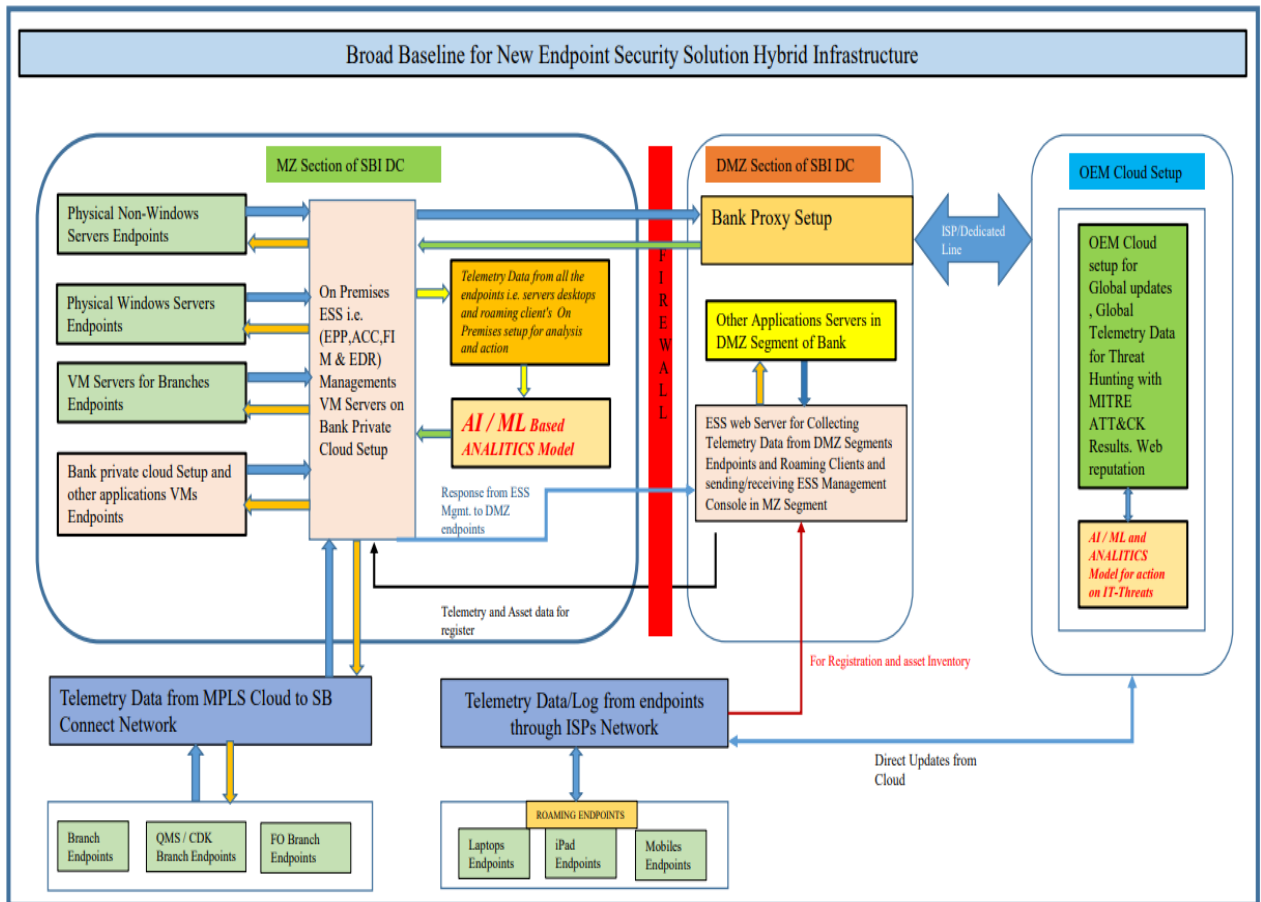 Broad Baseline for New Endpoint Security Solution Hybrid Infrastructure
MZ Section of SBI DC
Physical Non-Windows
Servers Endpoints
Physical Windows Servers
Endpoints
VM Servers for Branches
Endpoints
Bank private cloud Setup and
other applications VMs
Endpoints
On Premises
ESS i.e.
(EPP,ACC,FI
M & EDR)
Managements
VM Servers on
Bank Private
Cloud Setup
Telemetry Data from all the
endpoints i.e. servers desktops
and roaming client's On
Premises setup for analysis
and action
AI / ML Based
ANALITICS Model
Response from ESS
Mgmt. to DMZ
endpoints
Telemetry and Asset data for
register
F
I
R
E
W
A
L
L
DMZ Section of SBI DC
Bank Proxy Setup
Other Applications Servers in
DMZ Segment of Bank
ESS web Server for Collecting
Telemetry Data from DMZ Segments
Endpoints and Roaming Clients and
sending/receiving ESS Management
Console in MZ Segment
ISP/Dedicated
Line
OEM Cloud Setup
OEM Cloud
setup for
Global updates
, Global
Telemetry Data
for Threat
Hunting with
MITRE
ATT&CK
Results. Web
reputation
AI / ML and
ANALITICS
Model for action
on IT-Threats
For Registration and asset Inventory
Telemetry Data from MPLS Cloud to SB
Connect Network
Telemetry Data/Log from endpoints
through ISPs Network
Direct Updates from
Cloud
Branch
Endpoints
QMS / CDK
Branch Endpoints
FO Branch
Endpoints
ROAMING ENDPOINTS
Laptops
Endpoints
iPad
Endpoints
Mobiles
Endpoints